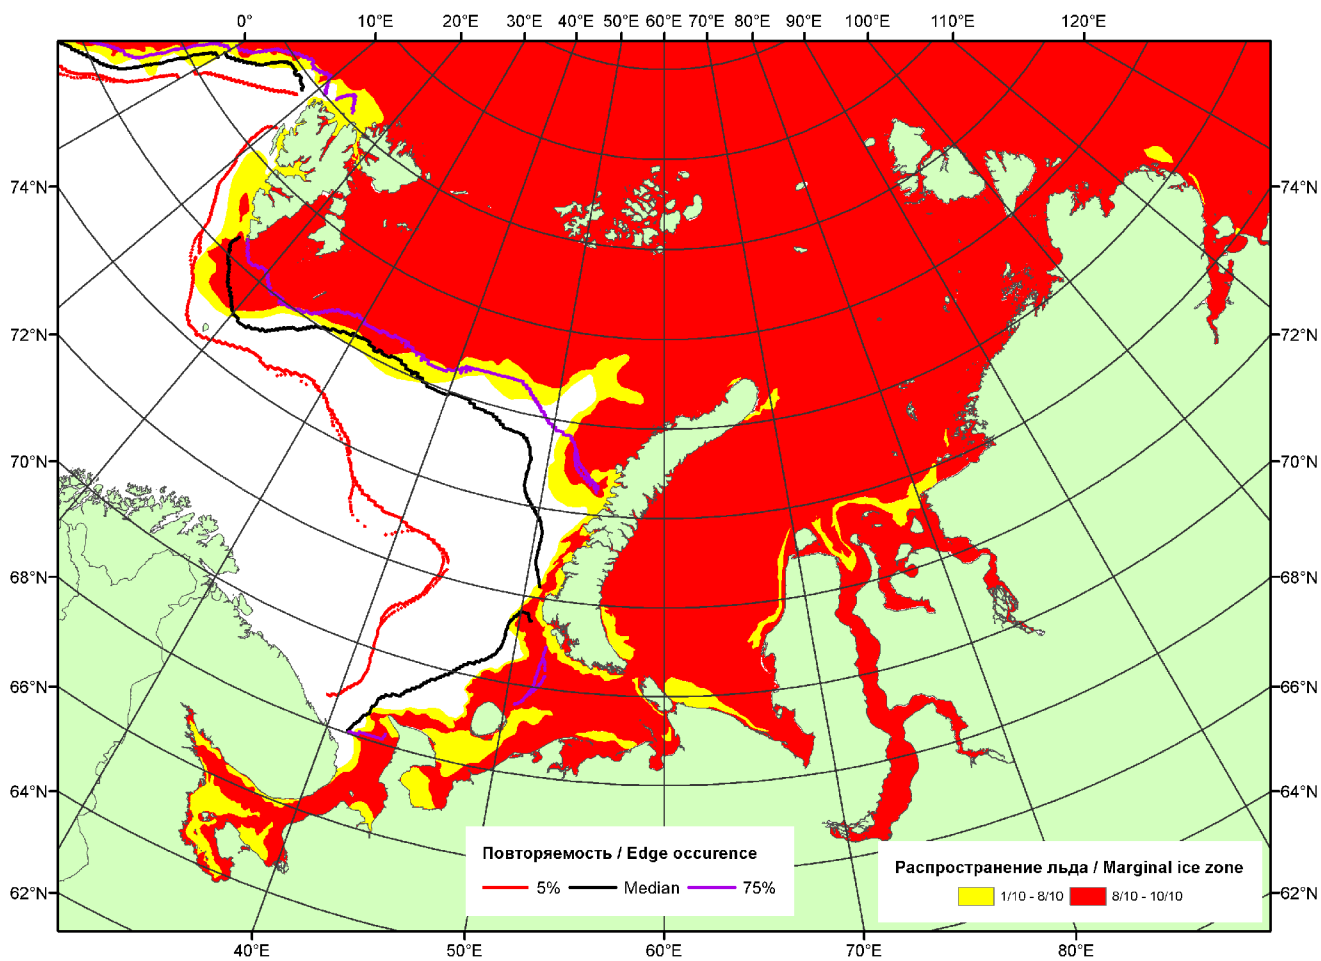 0° 10°E 20°E 30°E 40°E 50°E 60°E 70°E 80°E 90°E 100°E 110°E 120°E
74°N 74°N
72°N 72°N
70°N 70°N
68°N 68°N
66°N 66°N
64°N 64°N
62°N 62°N
Повторяемость / Edge occurence
5% Median 75%
Распространение льда / Marginal ice zone
1/10 - 8/10 8/10 - 10/10
40°E 50°E 60°E 70°E 80°E